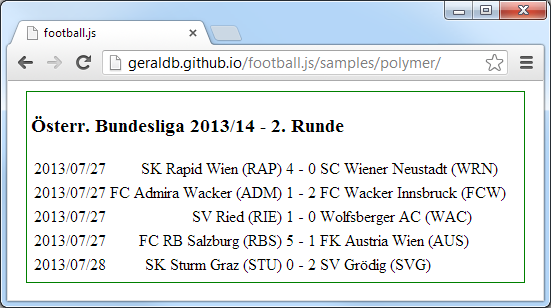 football.js
geraldb.github.io/football.js/samples/polymer/
Österr. Bundesliga 2013/14 - 2. Runde
2013/07/27 SK Rapid Wien (RAP) 4 - 0 SC Wiener Neustadt (WRN)
2013/07/27 FC Admira Wacker (ADM) 1 - 2 FC Wacker Innsbruck (FCW)
2013/07/27 SV Ried (RIE) 1 - 0 Wolfsberger AC (WAC)
2013/07/27 FC RB Salzburg (RBS) 5 - 1 FK Austria Wien (AUS)
2013/07/28 SK Sturm Graz (STU) 0 - 2 SV Grödig (SVG)